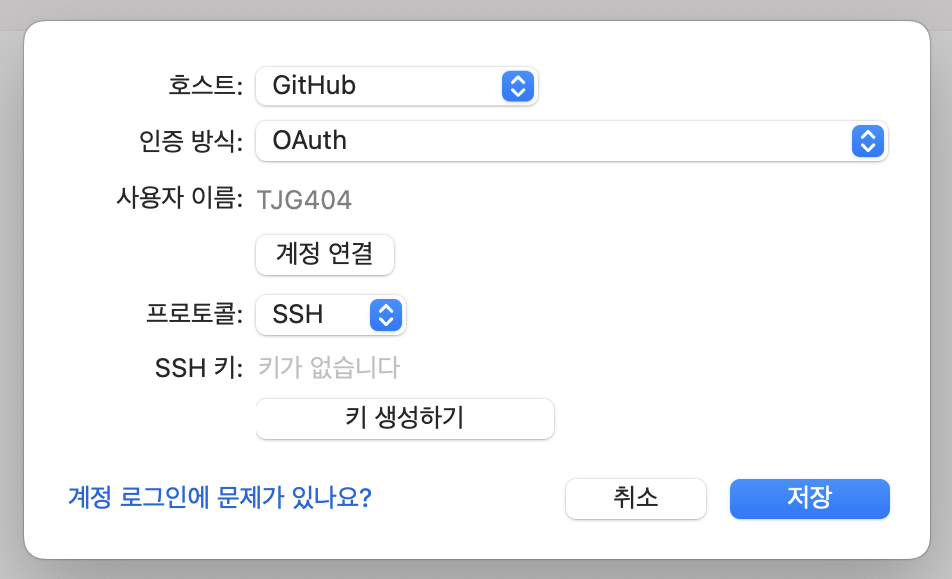 호스트: GitHub
인증 방식: OAuth
사용자 이름: TJG404
계정 연결
프로토콜: SSH
SSH 키: 키가 없습니다
키 생성하기
계정 로그인에 문제가 있나요? 취소 저장